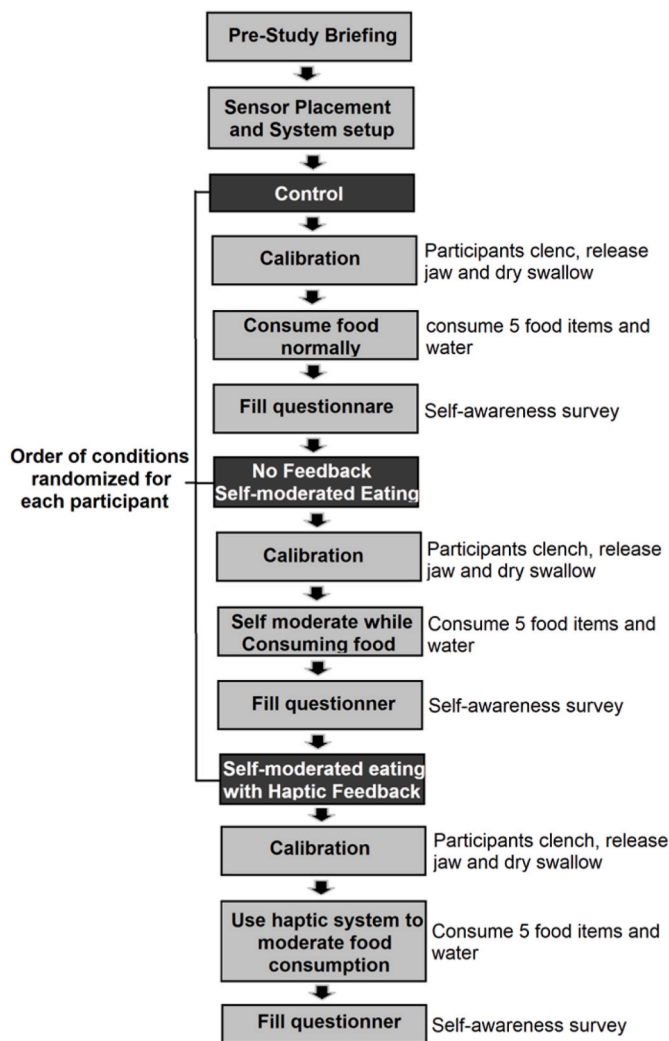 Pre-Study Briefing
Sensor Placement
and System setup
Control
Calibration
Participants clenc, release
jaw and dry swallow
Consume food
normally
consume 5 food items and
water
Fill questionnare
Self-awareness survey
Order of conditions
randomized for
each participant
No Feedback
Self-moderated Eating
Calibration
Participants clench, release
jaw and dry swallow
Self moderate while
Consuming food
Consume 5 food items and
water
Fill questionner
Self-awareness survey
Self-moderated eating
with Haptic Feedback
Calibration
Participants clench, release
jaw and dry swallow
Use haptic system to
moderate food
consumption
Consume 5 food items and
water
Fill questionner
Self-awareness survey